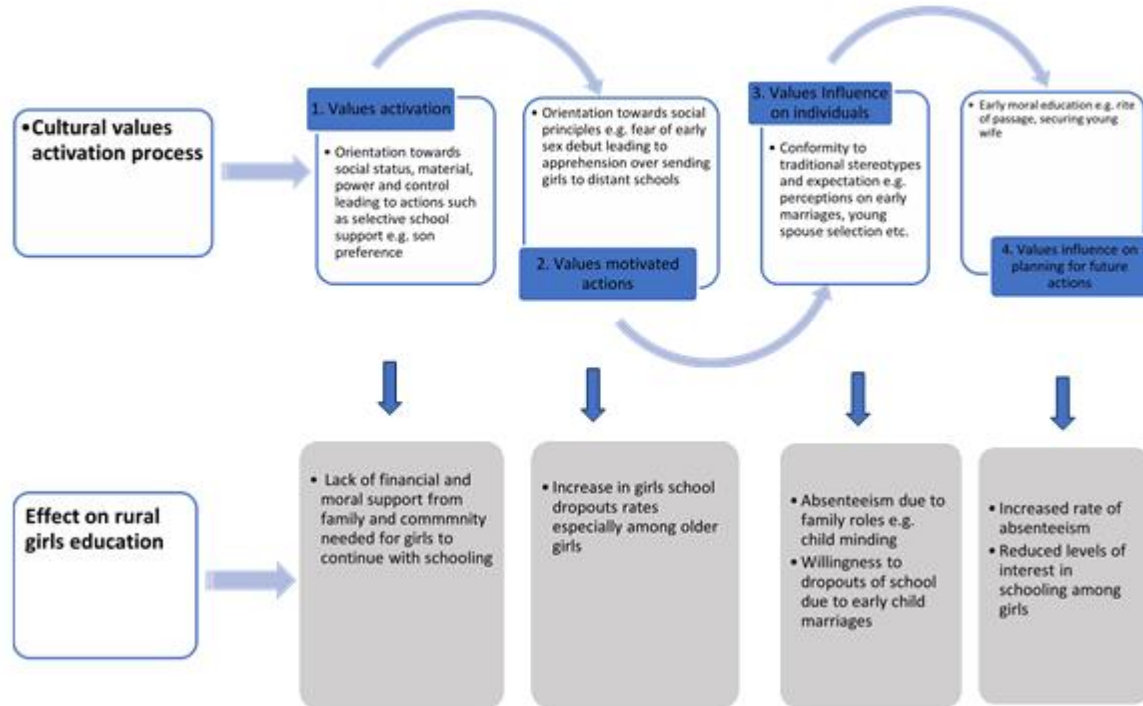 •Cultural values
activation process
1. Values activation
• Orientation towards
social status, material,
power and control
leading to actions such
as selective school
support e.g. son
preference
• Orientation towards social
principles e.g. fear of early
sex debut leading to
apprehension over sending
girls to distant schools
2. Values motivated
actions
3. Values Influence
on individuals
• Conformity to
traditional stereotypes
and expectation e.g.
perceptions on early
marriages, young
spouse selection etc.
• Early moral education e.g. rite
of passage, securing young
wife
4. Values influence on
planning for future
actions
Effect on rural
girls education
• Lack of financial and
moral support from
family and commmnity
needed for girls to
continue with schooling
• Increase in girls school
dropouts rates
especially among older
girls
• Absenteeism due to
family roles e.g.
child minding
• Willingness to
dropouts of school
due to early child
marriages
• Increased rate of
absenteeism
• Reduced levels of
interest in
schooling among
girls